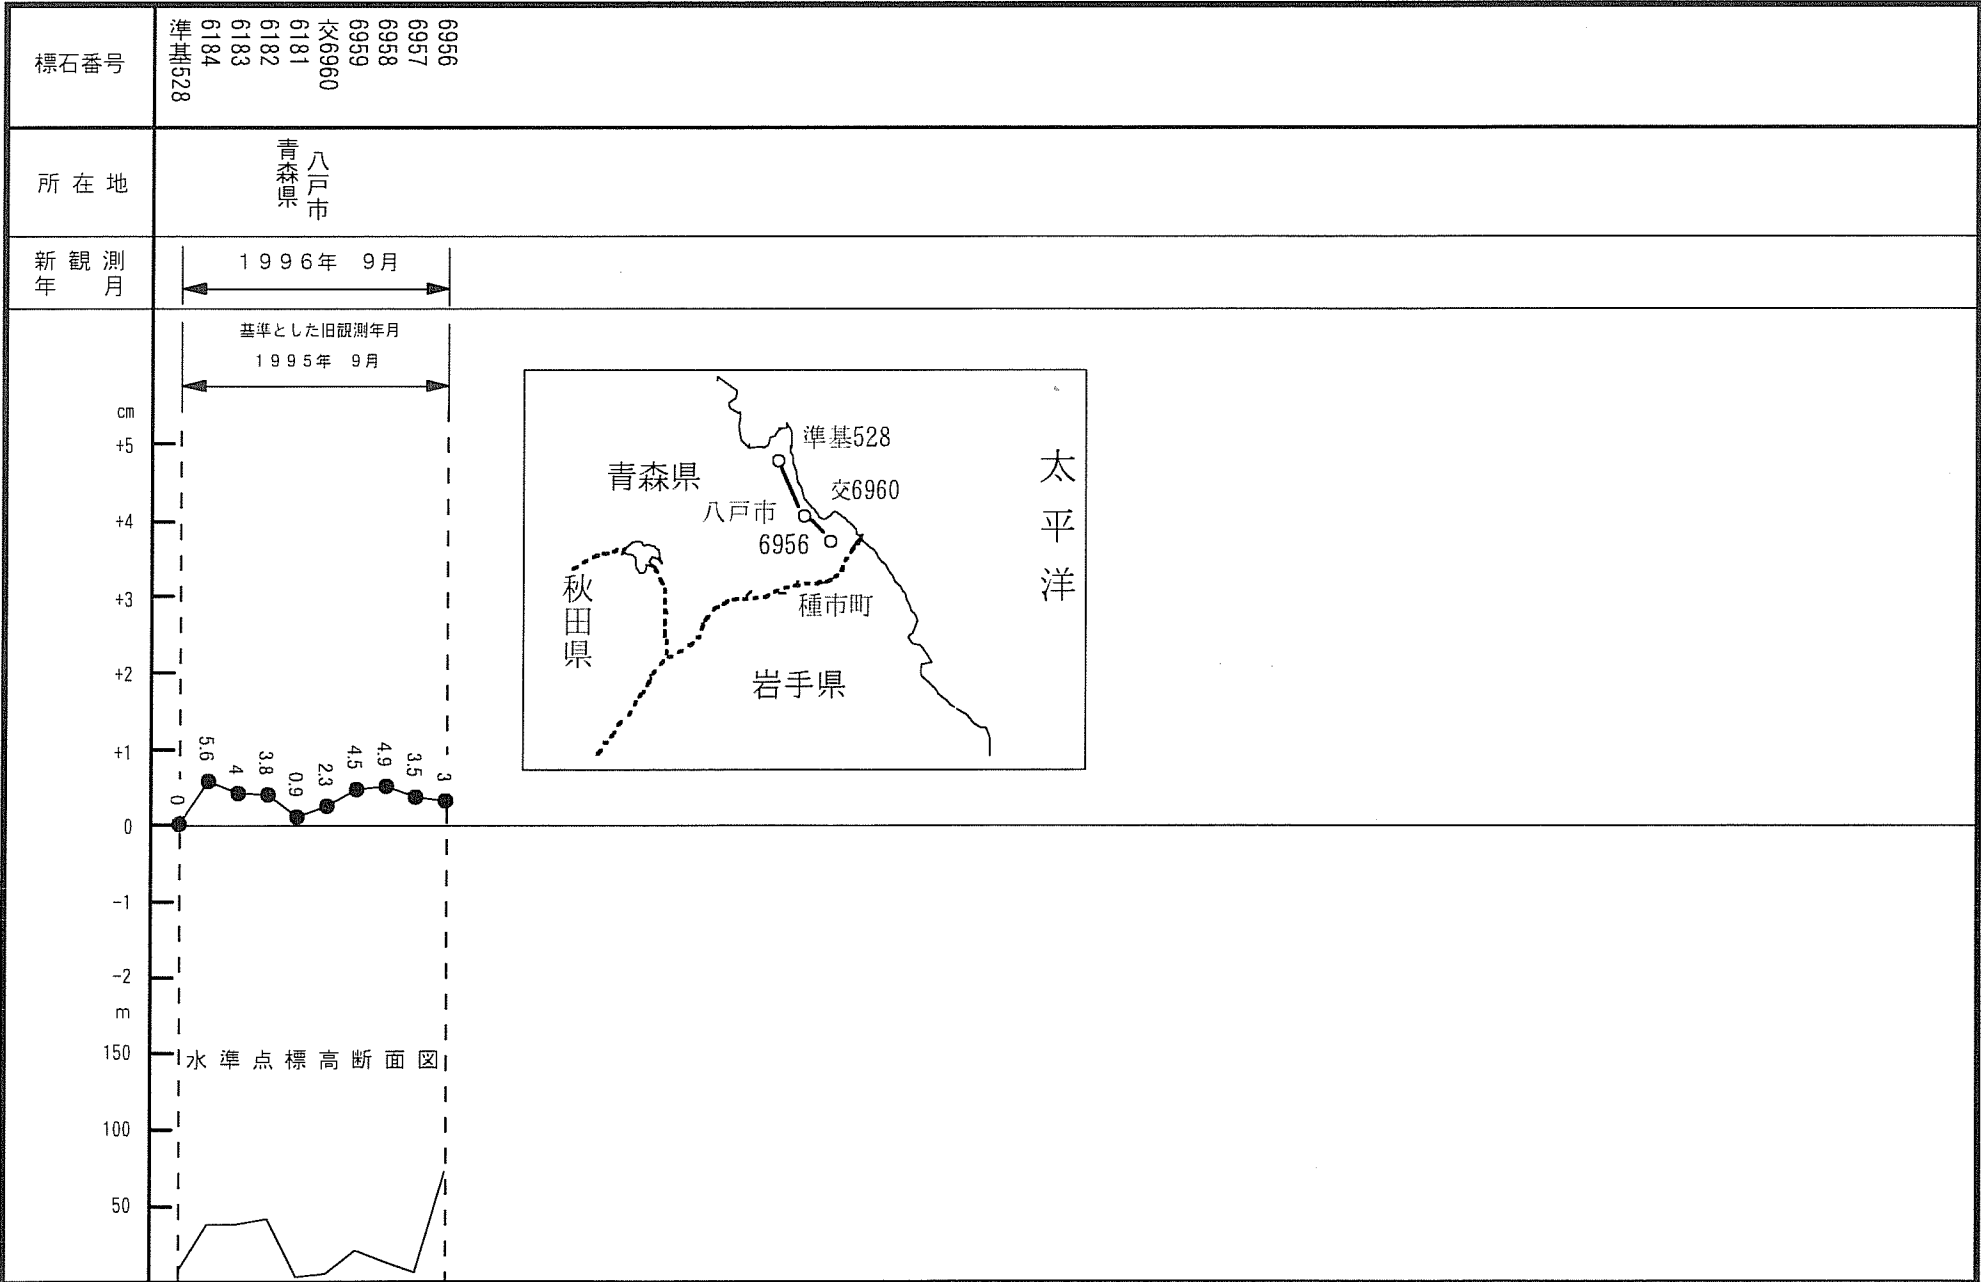 標石番号
準基528
6184
6183
6182
6181
交6960
6959
6958
6957
6956
所在地
青森県
八戸市
新観測
年 月
1996年 9月
基準とした旧観測年月
1995年 9月
cm
+5
+4
+3
+2
+1
0
-1
-2
0
5.6
4
3.8
0.9
2.3
4.5
4.9
3.5
3
m
150
100
50
水準点標高断面図
準基528
青森県
交6960
八戸市
6956
太平洋
秋田県
種市町
岩手県